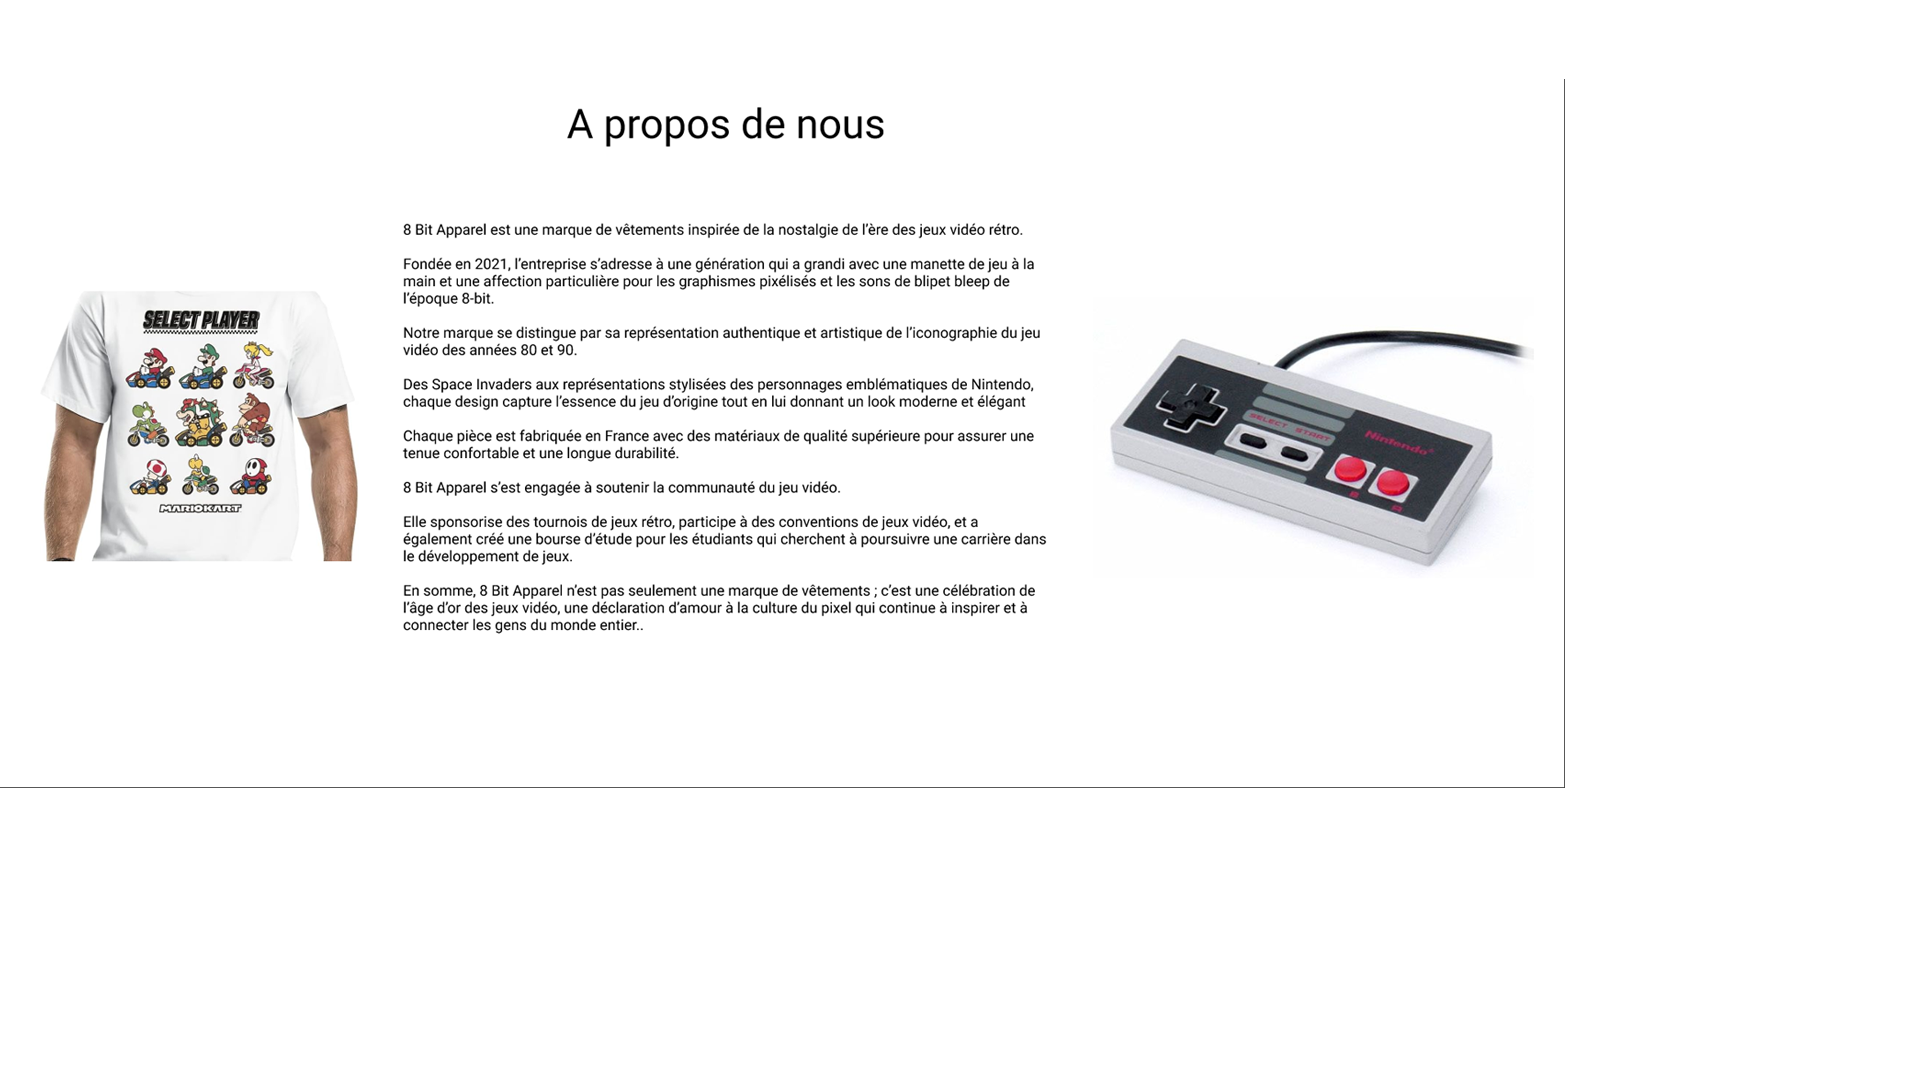 A propos de nous
8 Bit Apparel est une marque de vêtements inspirée de la nostalgie de l’ère des jeux vidéo rétro.
Fondée en 2021, l’entreprise s’adresse à une génération qui a grandi avec une manette de jeu à la
main et une affection particulière pour les graphismes pixélisés et les sons de blipet bleep de
l’époque 8-bit.
Notre marque se distingue par sa représentation authentique et artistique de l’iconographie du jeu
vidéo des années 80 et 90.
Des Space Invaders aux représentations stylisées des personnages emblématiques de Nintendo,
chaque design capture l’essence du jeu d’origine tout en lui donnant un look moderne et élégant
Chaque pièce est fabriquée en France avec des matériaux de qualité supérieure pour assurer une
tenue confortable et une longue durabilité.
8 Bit Apparel s’est engagée à soutenir la communauté du jeu vidéo.
Elle sponsorise des tournois de jeux rétro, participe à des conventions de jeux vidéo, et a
également créé une bourse d’étude pour les étudiants qui cherchent à poursuivre une carrière dans
le développement de jeux.
En somme, 8 Bit Apparel n’est pas seulement une marque de vêtements ; c’est une célébration de
l’âge d’or des jeux vidéo, une déclaration d’amour à la culture du pixel qui continue à inspirer et à
connecter les gens du monde entier..
SELECT PLAYER
MARIOKART
SELECT START
Nintendo®
B
A